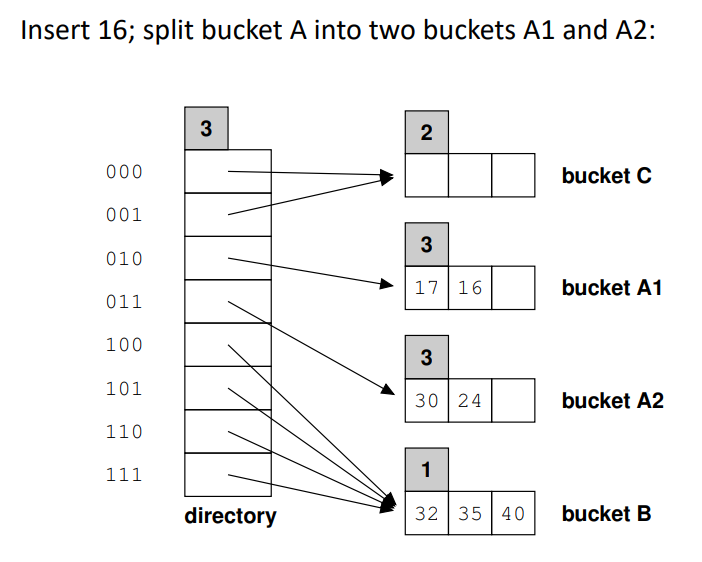 Insert 16; split bucket A into two buckets A1 and A2:
3
000
001
010
011
100
101
110
111
directory
2
bucket C
3
17 16
bucket A1
3
30 24
bucket A2
1
32 35 40
bucket B